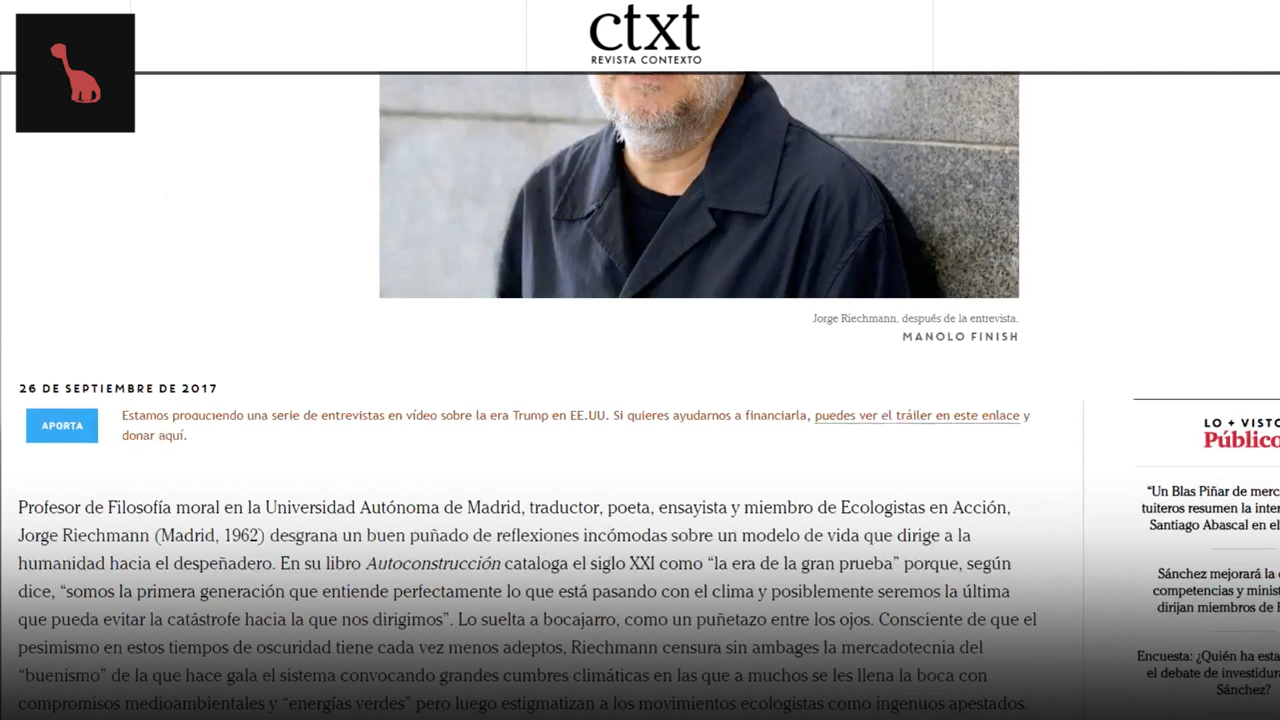 ctxt
REVISTA CONTEXTO
Jorge Riechmann, después de la entrevista.
MANOLO FINISH
26 DE SEPTIEMBRE DE 2017
APORTA
Estamos produciendo una serie de entrevistas en vídeo sobre la era Trump en EE.UU. Si quieres ayudarnos a financiarla, puedes ver el tráiler en este enlace y
donar aquí.
Profesor de Filosofía moral en la Universidad Autónoma de Madrid, traductor, poeta, ensayista y miembro de Ecologistas en Acción,
Jorge Riechmann (Madrid, 1962) desgrana un buen puñado de reflexiones incómodas sobre un modelo de vida que dirige a la
humanidad hacia el despeñadero. En su libro Autoconstrucción cataloga el siglo XXI como “la era de la gran prueba” porque, según
dice, “somos la primera generación que entiende perfectamente lo que está pasando con el clima y posiblemente seremos la última
que pueda evitar la catástrofe hacia la que nos dirigimos”. Lo suelta a bocajarro, como un puñetazo entre los ojos. Consciente de que el
pesimismo en estos tiempos de oscuridad tiene cada vez menos adeptos, Riechmann censura sin ambages la mercadotecnia del
“buenismo” de la que hace gala el sistema convocando grandes cumbres climáticas en las que a muchos se les llena la boca con
compromisos medioambientales y “energías verdes” pero luego estigmatizan a los movimientos ecologistas como ingenuos apestados.
LO + VISTO
Público
“Un Blas Piñar de merc
tuiteros resumen la inter
Santiago Abascal en el
Sánchez mejorará la
competencias y minist
dirijan miembros de
Encuesta: ¿Quién ha esta
el debate de investidura
Sánchez?